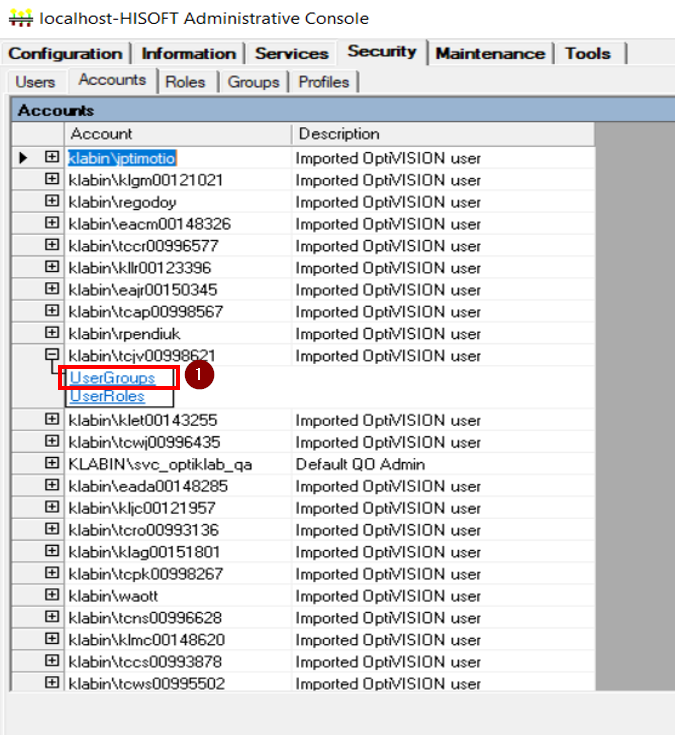 localhost-HISOFT Administrative Console
Configuration Information Services Security Maintenance Tools
Users Accounts Roles Groups Profiles
Accounts
Account Description
klabin\jptimotio Imported OptiVISION user
klabin\klgm00121021 Imported OptiVISION user
klabin\regodoy Imported OptiVISION user
klabin\eacm00148326 Imported OptiVISION user
klabin\tccr00996577 Imported OptiVISION user
klabin\kllr00123396 Imported OptiVISION user
klabin\eajr00150345 Imported OptiVISION user
klabin\tcap00998567 Imported OptiVISION user
klabin\rpendiuk Imported OptiVISION user
klabin\tcjv00998621 Imported OptiVISION user
UserGroups 1
UserRoles
klabin\klet00143255 Imported OptiVISION user
klabin\tcwj00996435 Imported OptiVISION user
KLABIN\svc_optiklab_qa Default QO Admin
klabin\eada00148285 Imported OptiVISION user
klabin\kljc00121957 Imported OptiVISION user
klabin\tcro00993136 Imported OptiVISION user
klabin\klag00151801 Imported OptiVISION user
klabin\tcpk00998267 Imported OptiVISION user
klabin\waott Imported OptiVISION user
klabin\tcns00996628 Imported OptiVISION user
klabin\klmc00148620 Imported OptiVISION user
klabin\tccs00993878 Imported OptiVISION user
klabin\tcws00995502 Imported OptiVISION user